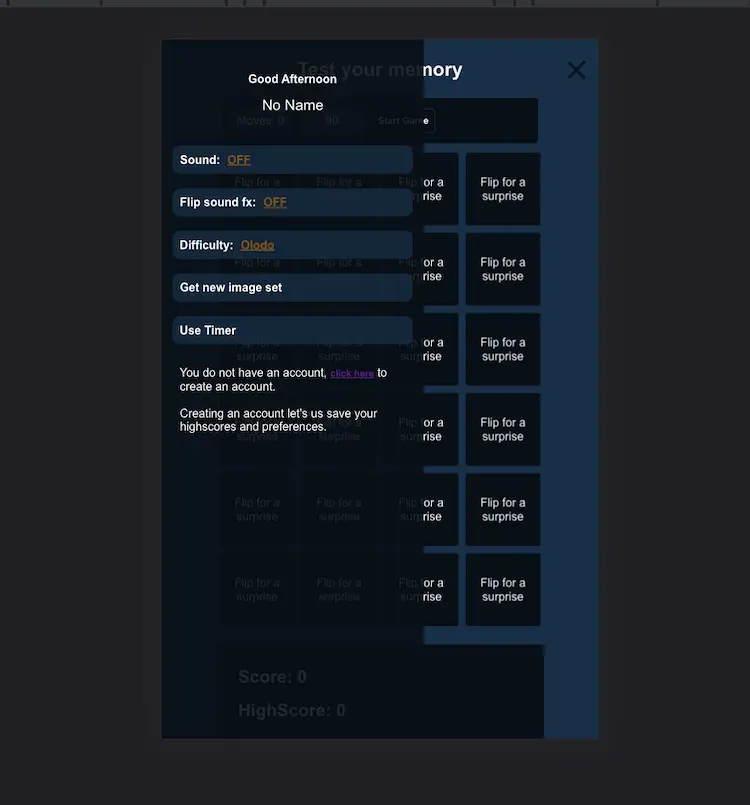 Test your memory
Good Afternoon
No Name
Moves: 0
90
Start Game
Sound: OFF
Flip sound fx: OFF
Difficulty: Olodo
Get new image set
Use Timer
You do not have an account, click here to
create an account.
Creating an account let's us save your
highscores and preferences.
Flip for a
surprise
Flip for a
surprise
Flip for a
surprise
Flip for a
surprise
Flip for a
surprise
Flip for a
surprise
Flip for a
surprise
Flip for a
surprise
Flip for a
surprise
Flip for a
surprise
Flip for a
surprise
Flip for a
surprise
Flip for a
surprise
Flip for a
surprise
Flip for a
surprise
Flip for a
surprise
Flip for a
surprise
Flip for a
surprise
Flip for a
surprise
Flip for a
surprise
Flip for a
surprise
Flip for a
surprise
Flip for a
surprise
Flip for a
surprise
Score: 0
HighScore: 0